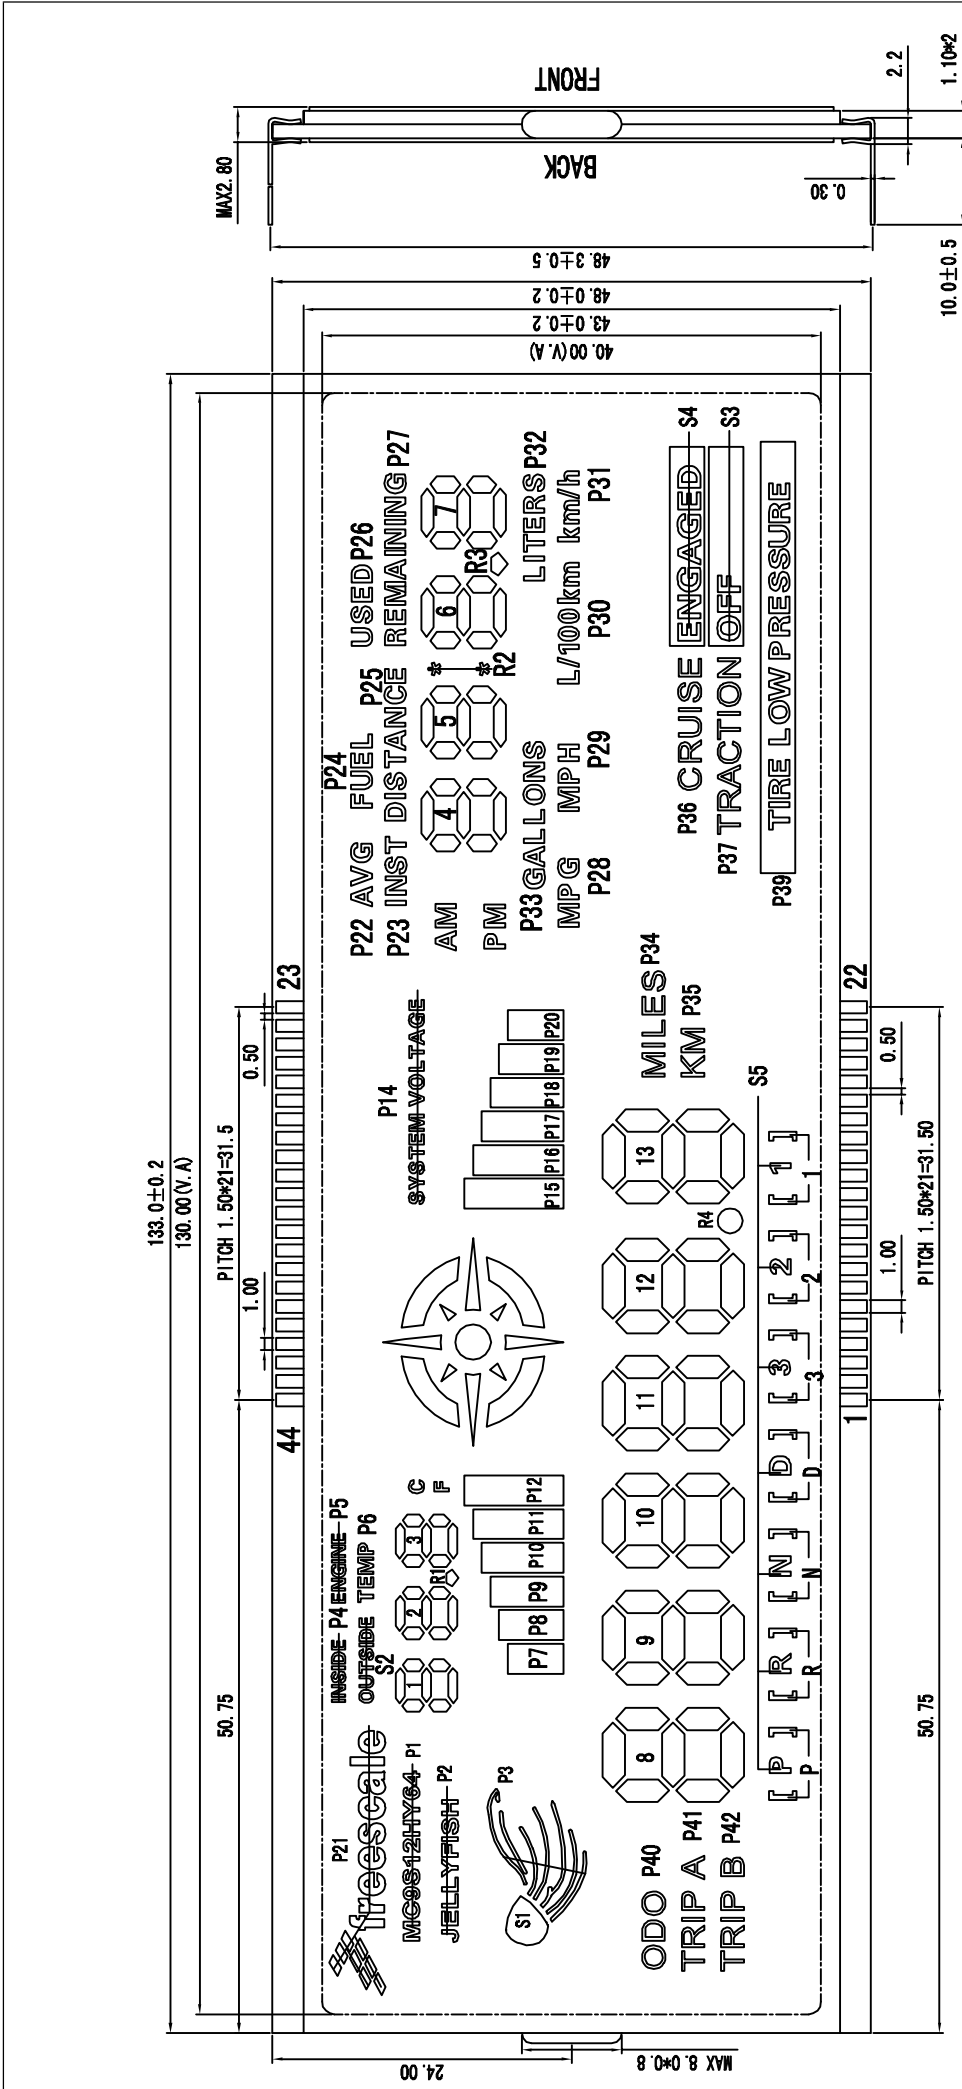 133.0±0.2
130.00(V.A)
50.75
PITCH 1.50*21=31.5
1.00
0.50
44
23
P21
freescale
MC9S12HY64 P1
JELLYFISH P2
P3
S1
INSIDE P4 ENGINE P5
OUTSIDE TEMP P6
S2
1
2
3
R1
C
F
P7
P8
P9
P10
P11
P12
P14
SYSTEM VOLTAGE
P15
P16
P17
P18
P19
P20
P24
P25
P22 AVG FUEL USED P26
P23 INST DISTANCE REMAINING P27
AM
PM
4
5
6
7
R2
R3
P33 GALLONS LITERS P32
MPG MPH L/100km km/h
P28
P29
P30
P31
ODO P40
TRIP A P41
TRIP B P42
8
9
10
11
12
13
R4
MILES P34
KM P35
S5
[P] [R] [N] [D] [3] [2] [1]
P
R
N
D
3
2
1
P36 CRUISE ENGAGED S4
P37 TRACTION OFF S3
P39 TIRE LOW PRESSURE
1
22
50.75
1.00
0.50
PITCH 1.50*21=31.50
24.00
MAX 8.0*0.8
40.00(V.A)
43.0±0.2
48.0±0.2
48.3±0.5
MAX2.80
BACK
FRONT
0.30
2.2
1.10*2
10.0±0.5